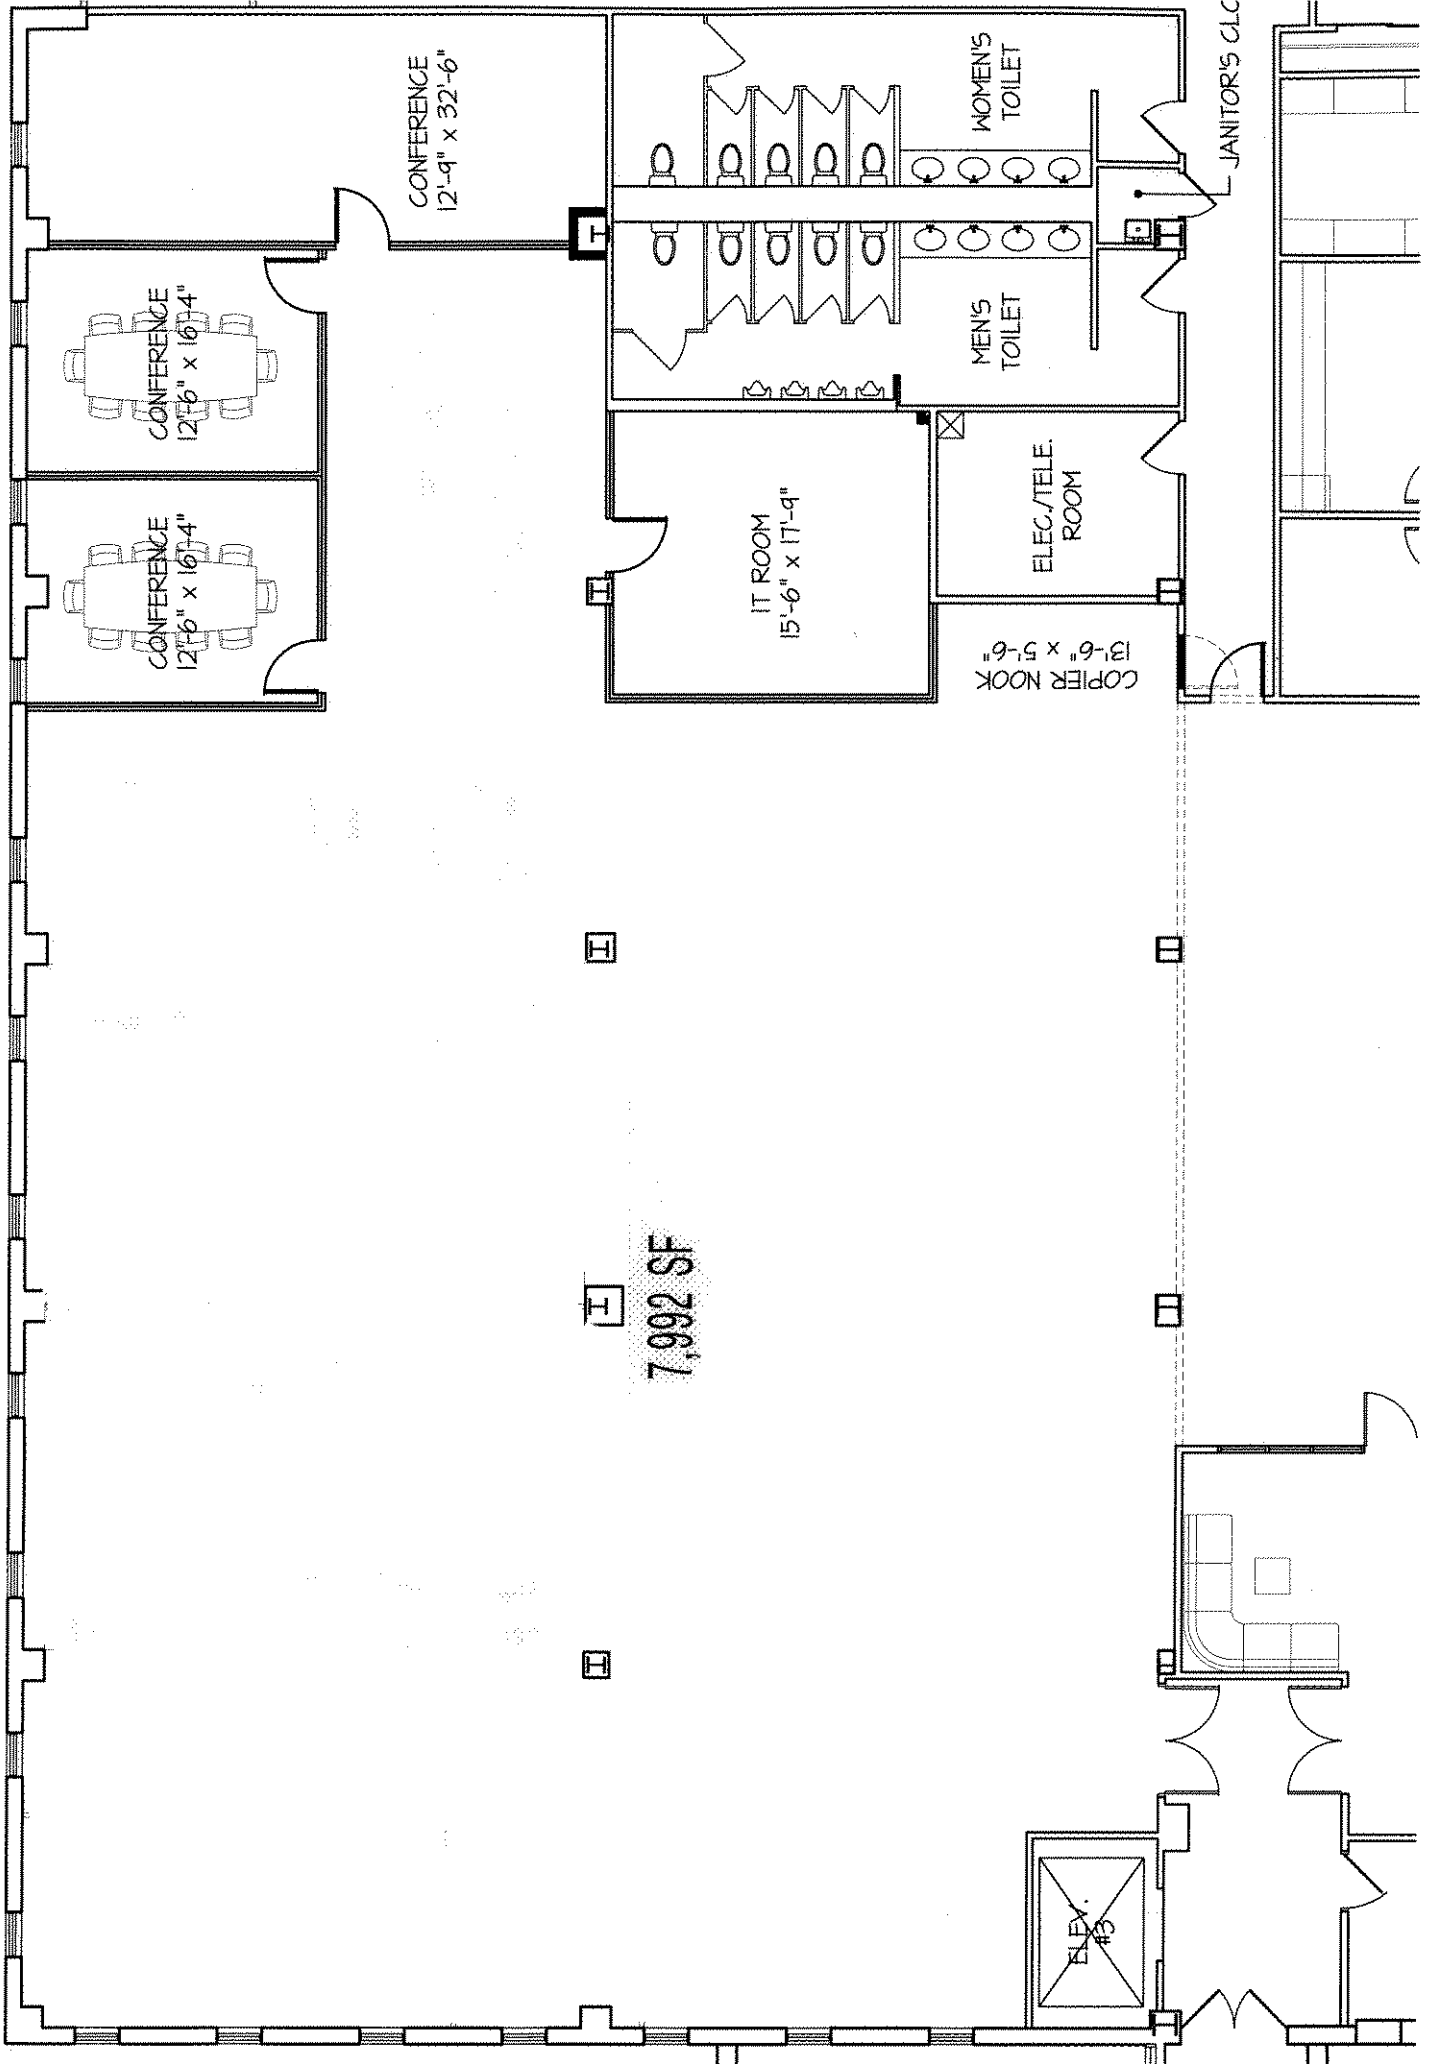 CONFERENCE
12'-9" x 32'-6"
WOMEN'S
TOILET
JANITOR'S CLO
CONFERENCE
12'-6" x 16'-4"
MEN'S
TOILET
CONFERENCE
12'-6" x 16'-4"
IT ROOM
15'-6" x 17'-9"
ELEC./TELE.
ROOM
COPIER NOOK
13'-6" x 5'-6"
7,992 SF
ELEV.
#3